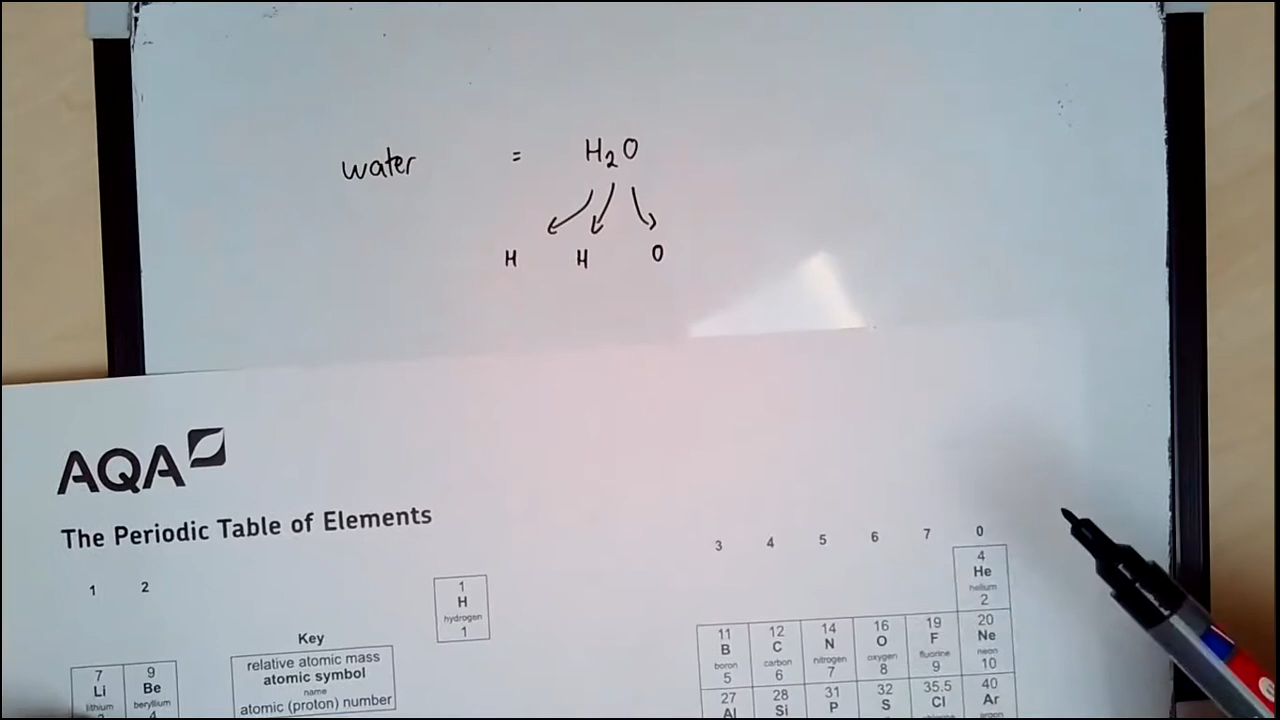 water = H₂O
H H O
AQA
The Periodic Table of Elements
1 2 3 4 5 6 7 0
1
H
hydrogen
1
4
He
helium
2
Key
relative atomic mass
atomic symbol
name
atomic (proton) number
7
Li
lithium
9
Be
beryllium
4
11
B
boron
5
12
C
carbon
6
14
N
nitrogen
7
16
O
oxygen
8
19
F
fluorine
9
20
Ne
neon
10
27
Al
28
Si
31
P
32
S
35.5
Cl
40
Ar
argon